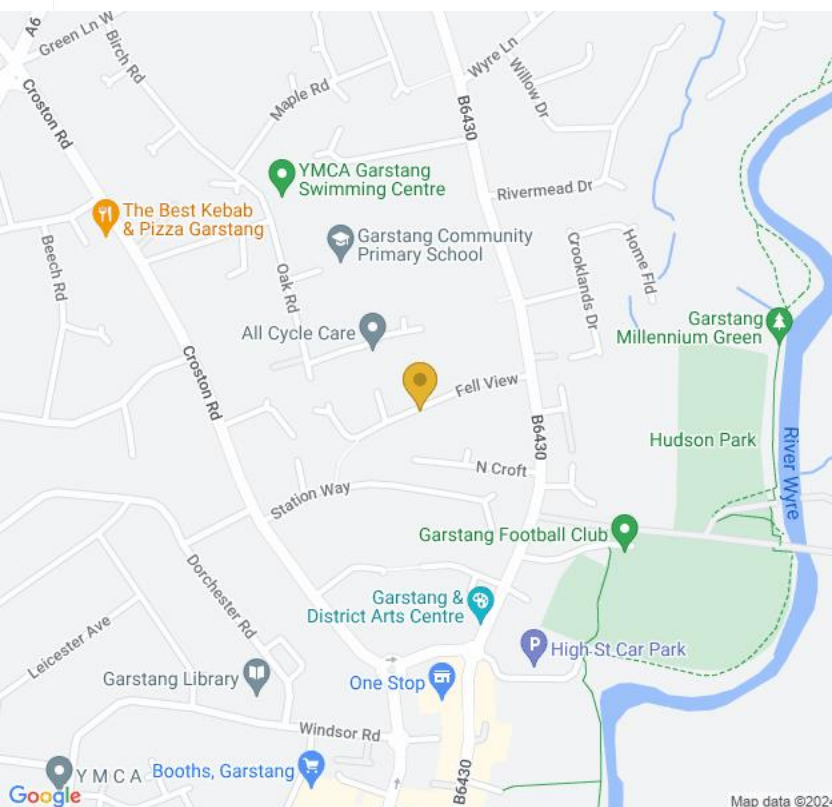 A6
Green Ln W
Birch Rd
Croston Rd
Maple Rd
Wyre Ln
Willow Dr
B6430
YMCA Garstang
Swimming Centre
Rivermead Dr
The Best Kebab
& Pizza Garstang
Garstang Community
Primary School
Beech Rd
Oak Rd
Crooklands Dr
Home Fld
All Cycle Care
Garstang
Millennium Green
Croston Rd
Fell View
B6430
Hudson Park
River Wyre
N Croft
Station Way
Garstang Football Club
Dorchester Rd
Garstang &
District Arts Centre
Leicester Ave
P
High St Car Park
Garstang Library
One Stop
Windsor Rd
YMCA
Booths, Garstang
B6430
Google
Map data ©202